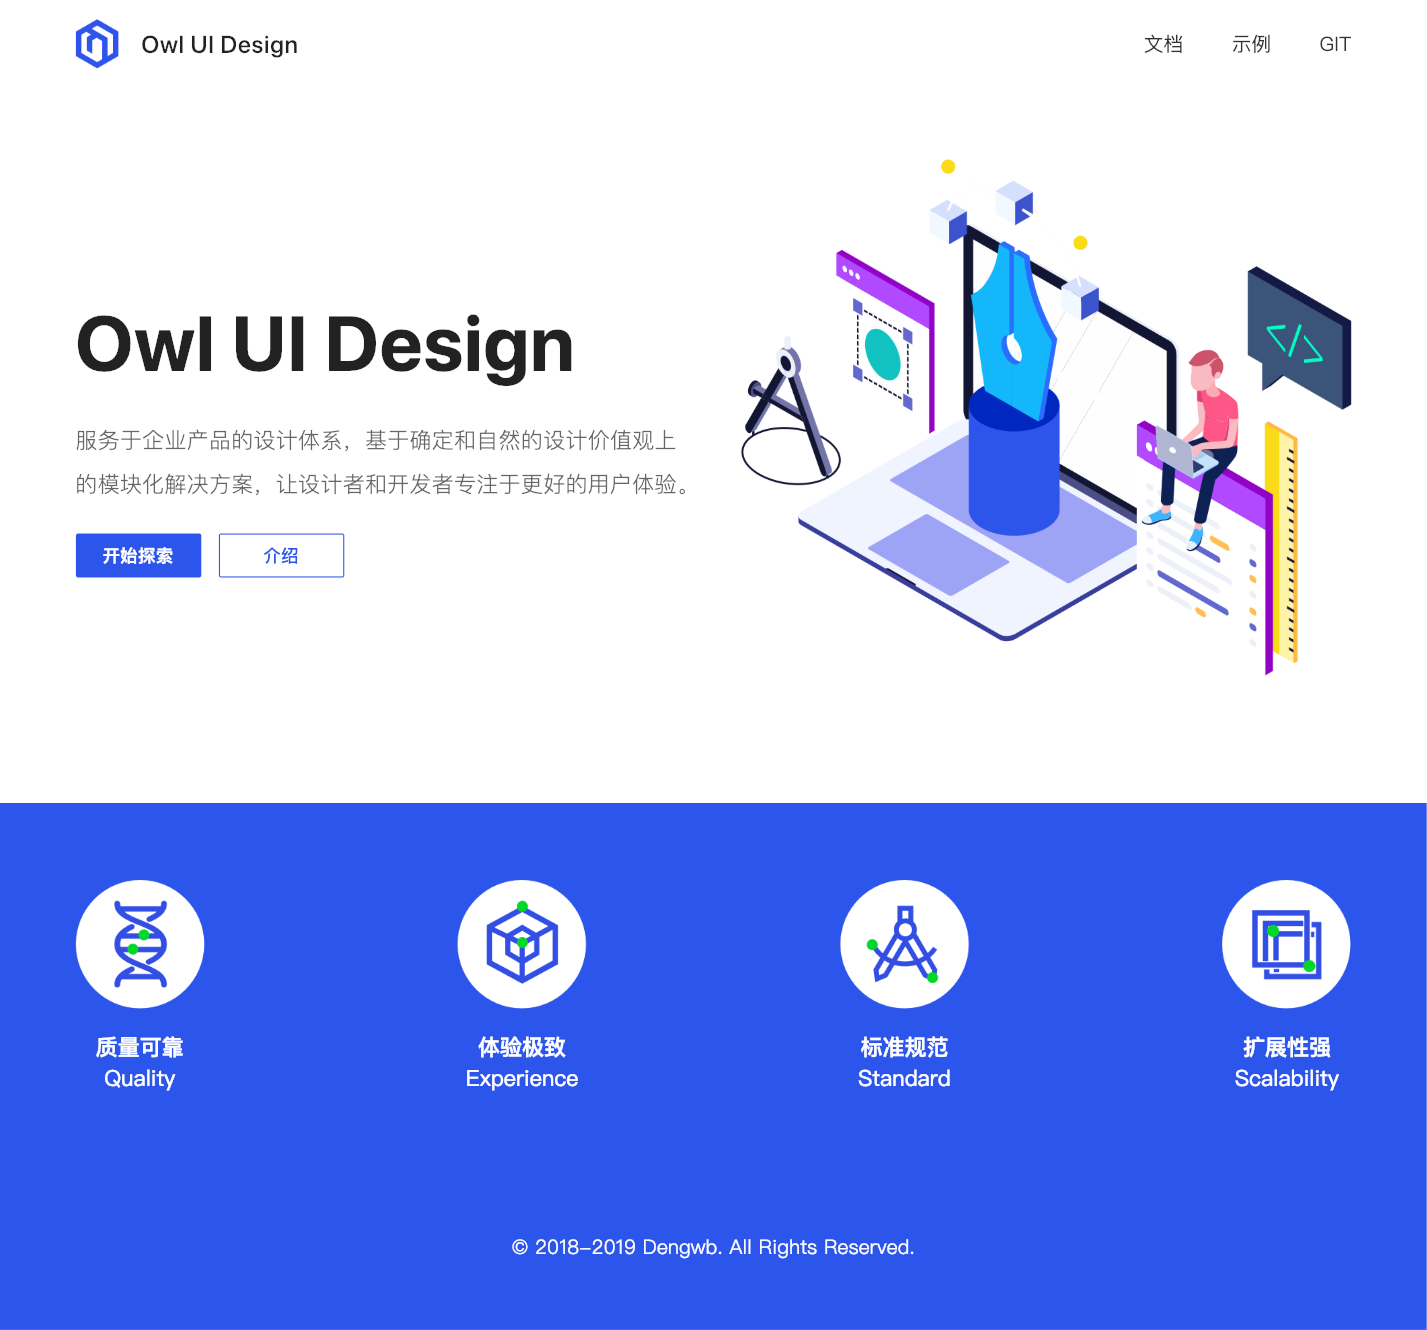 Owl UI Design
文档
示例
GIT
Owl UI Design
服务于企业产品的设计体系，基于确定和自然的设计价值观上
的模块化解决方案，让设计者和开发者专注于更好的用户体验。
开始探索
介绍
</>
质量可靠
Quality
体验极致
Experience
标准规范
Standard
扩展性强
Scalability
© 2018-2019 Dengwb. All Rights Reserved.